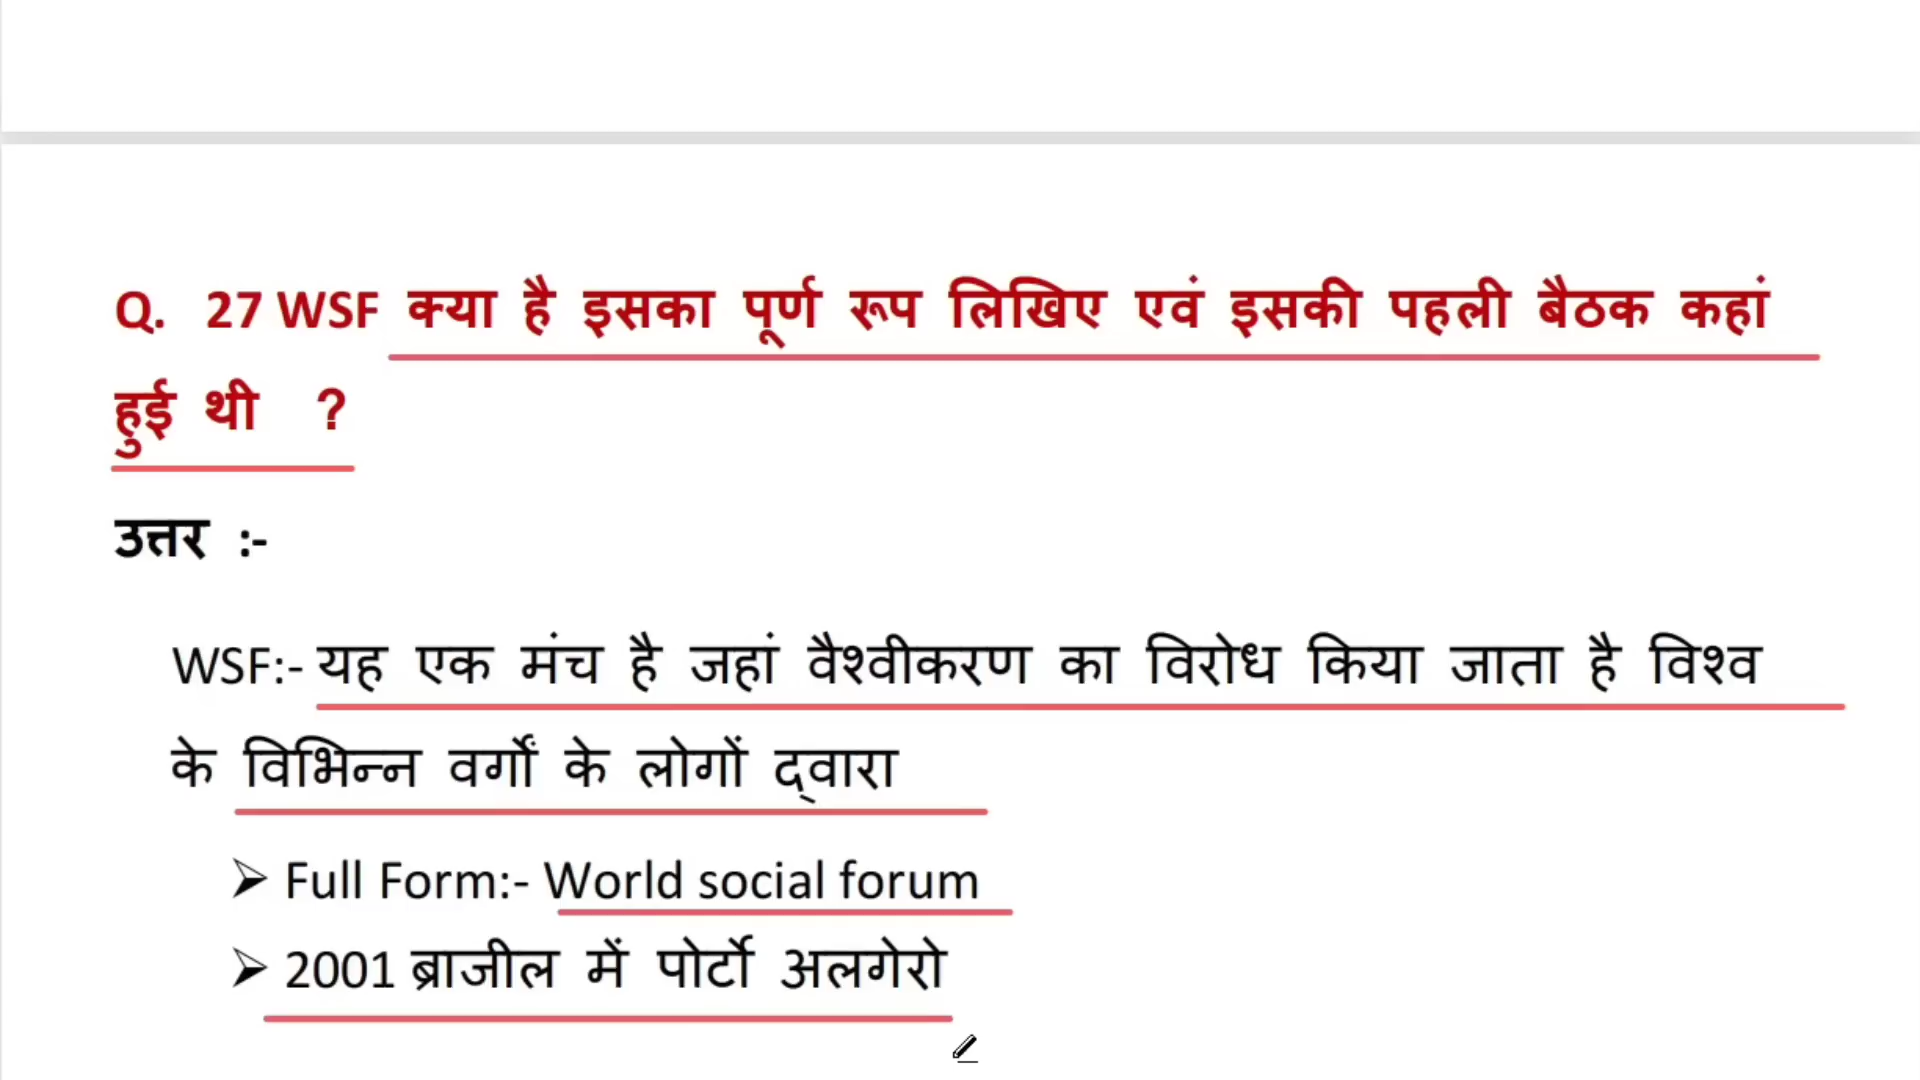 Q. 27 WSF क्या है इसका पूर्ण रूप लिखिए एवं इसकी पहली बैठक कहां
हुई थी ?
उत्तर :-
WSF:- यह एक मंच है जहां वैश्वीकरण का विरोध किया जाता है विश्व
के विभिन्न वर्गों के लोगों द्वारा
➢ Full Form:- World social forum
➢ 2001 ब्राजील में पोर्टो अलगेरो